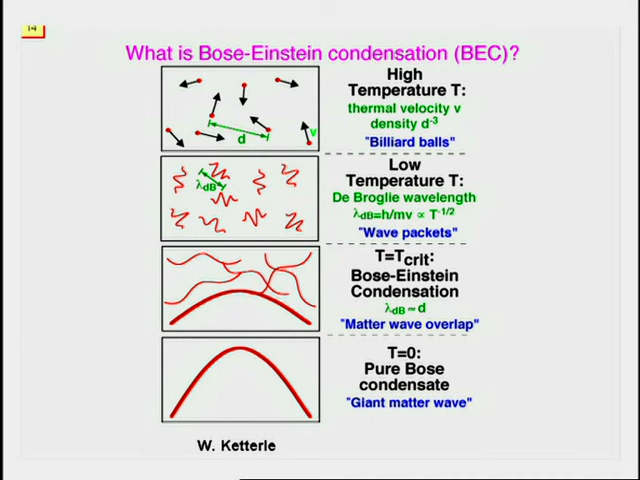 14
What is Bose-Einstein condensation (BEC)?
High
Temperature T:
thermal velocity v
density d⁻³
"Billiard balls"
d
v
Low
Temperature T:
De Broglie wavelength
λdB=h/mv ∝ T⁻¹/²
"Wave packets"
λdB
T=Tcrit:
Bose-Einstein
Condensation
λdB ≈ d
"Matter wave overlap"
T=0:
Pure Bose
condensate
"Giant matter wave"
W. Ketterle